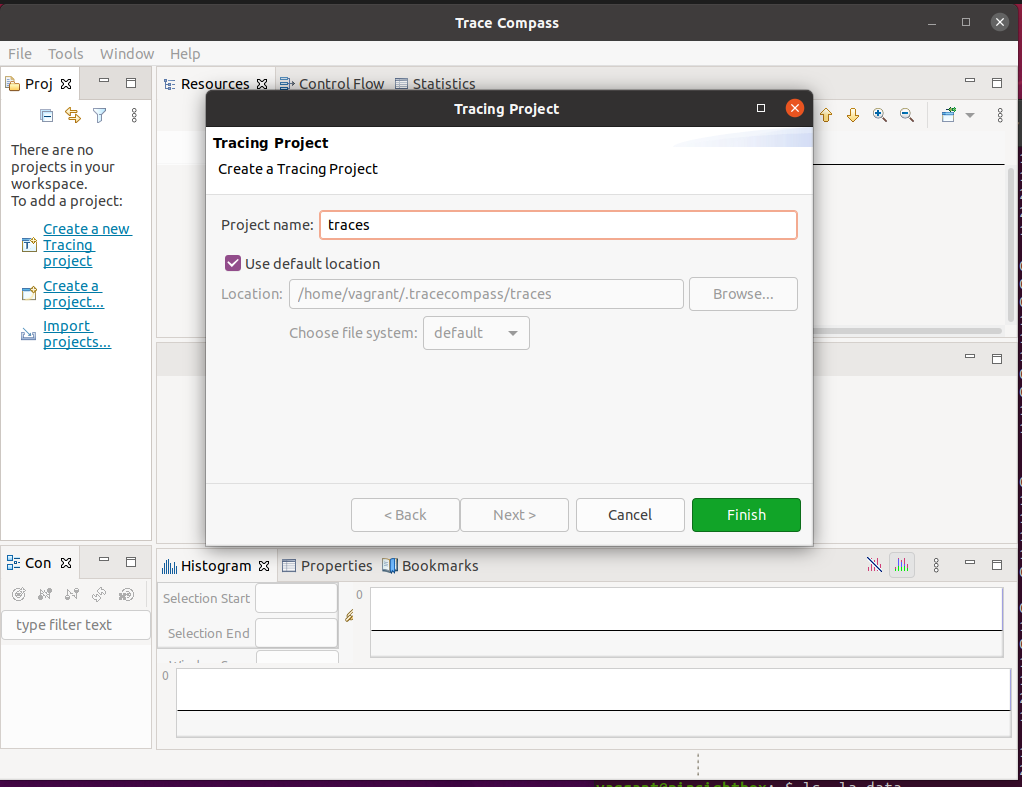 Trace Compass
File Tools Window Help
Proj
Resources Control Flow Statistics
There are no
projects in your
workspace.
To add a project:
Create a new
Tracing
project
Create a
project...
Import
projects...
Tracing Project
Tracing Project
Create a Tracing Project
Project name: traces
Use default location
Location: /home/vagrant/.tracecompass/traces Browse...
Choose file system: default
< Back Next > Cancel Finish
Con
type filter text
Histogram Properties Bookmarks
Selection Start 0
Selection End
0
$ ls -la data